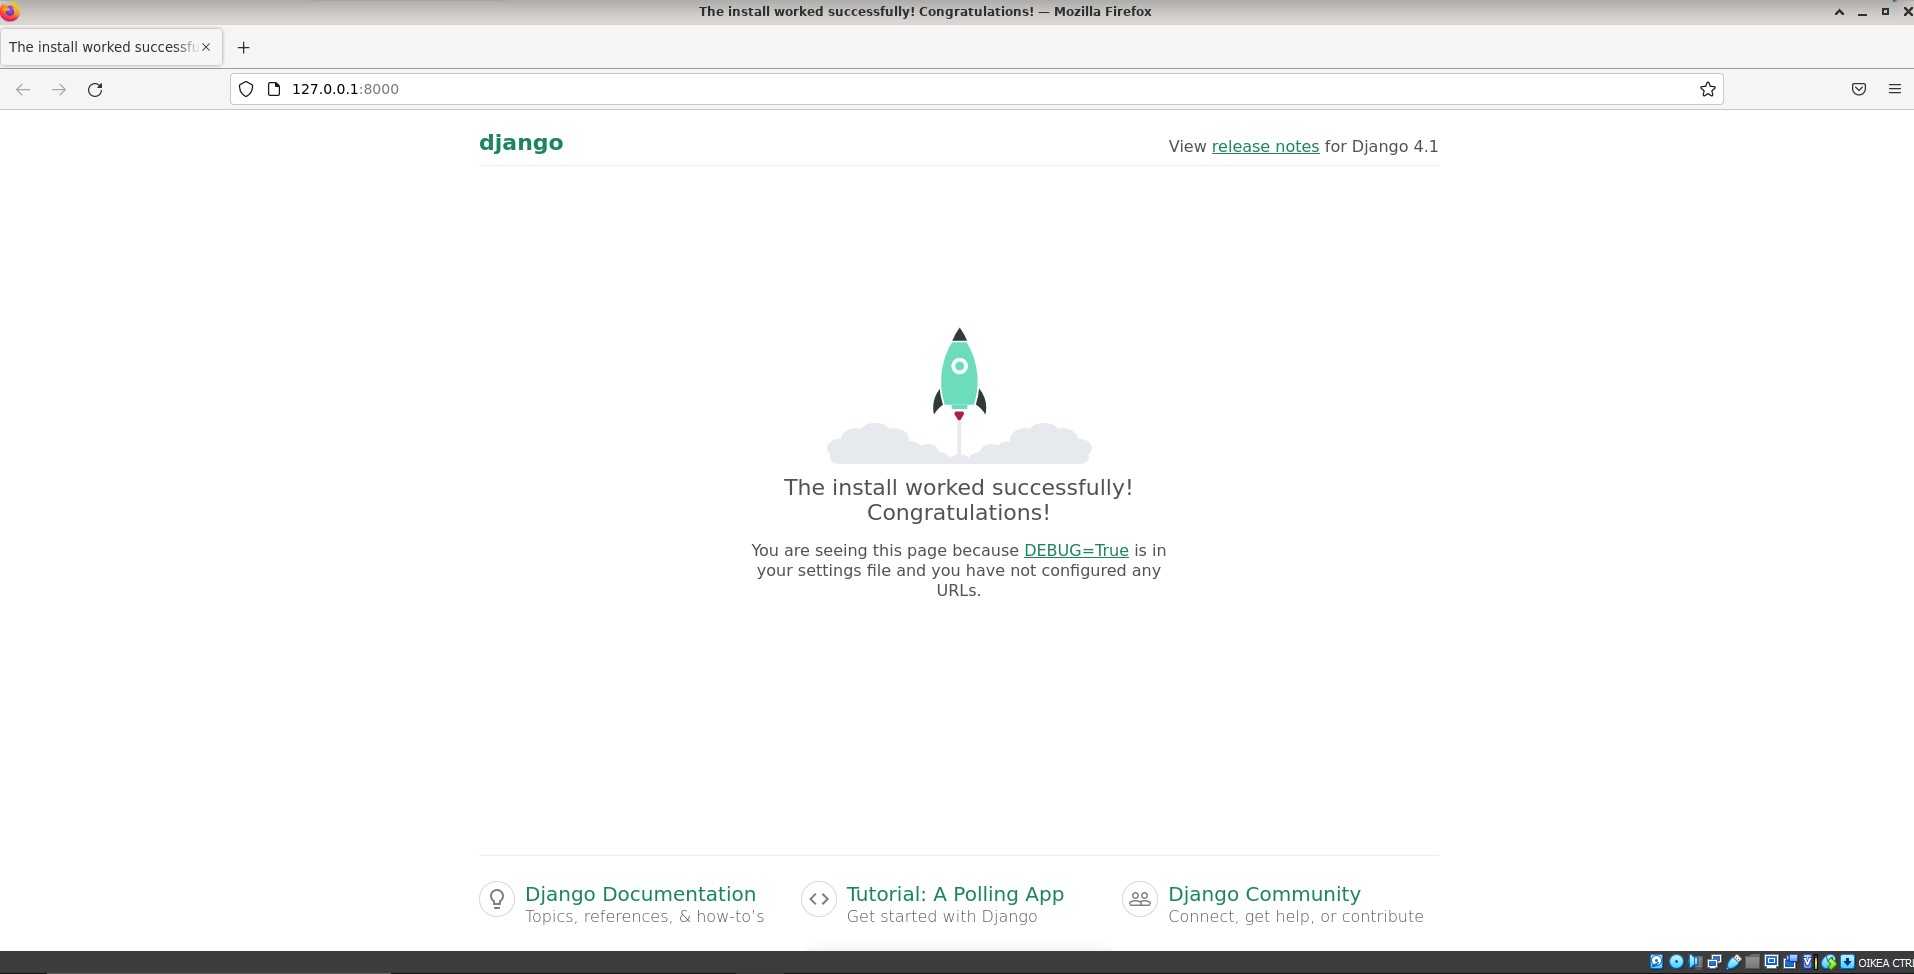 The install worked successfully! Congratulations! — Mozilla Firefox
The install worked successfu
127.0.0.1:8000
django
View release notes for Django 4.1
The install worked successfully!
Congratulations!
You are seeing this page because DEBUG=True is in
your settings file and you have not configured any
URLs.
Django Documentation
Topics, references, & how-to's
Tutorial: A Polling App
Get started with Django
Django Community
Connect, get help, or contribute
OIKEA CTR